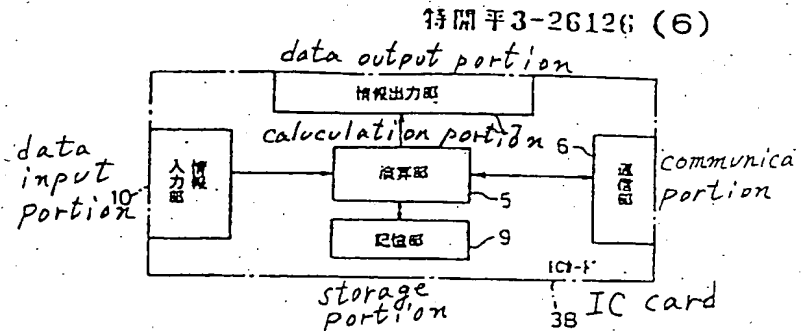 特開平3-26126 (6)
data output portion
情報出力部
7
caluculation portion
data
input
portion
10
情報
入力部
演算部
5
6
通信部
communica
portion
記憶部
9
ICカード
storage
portion
38
IC card